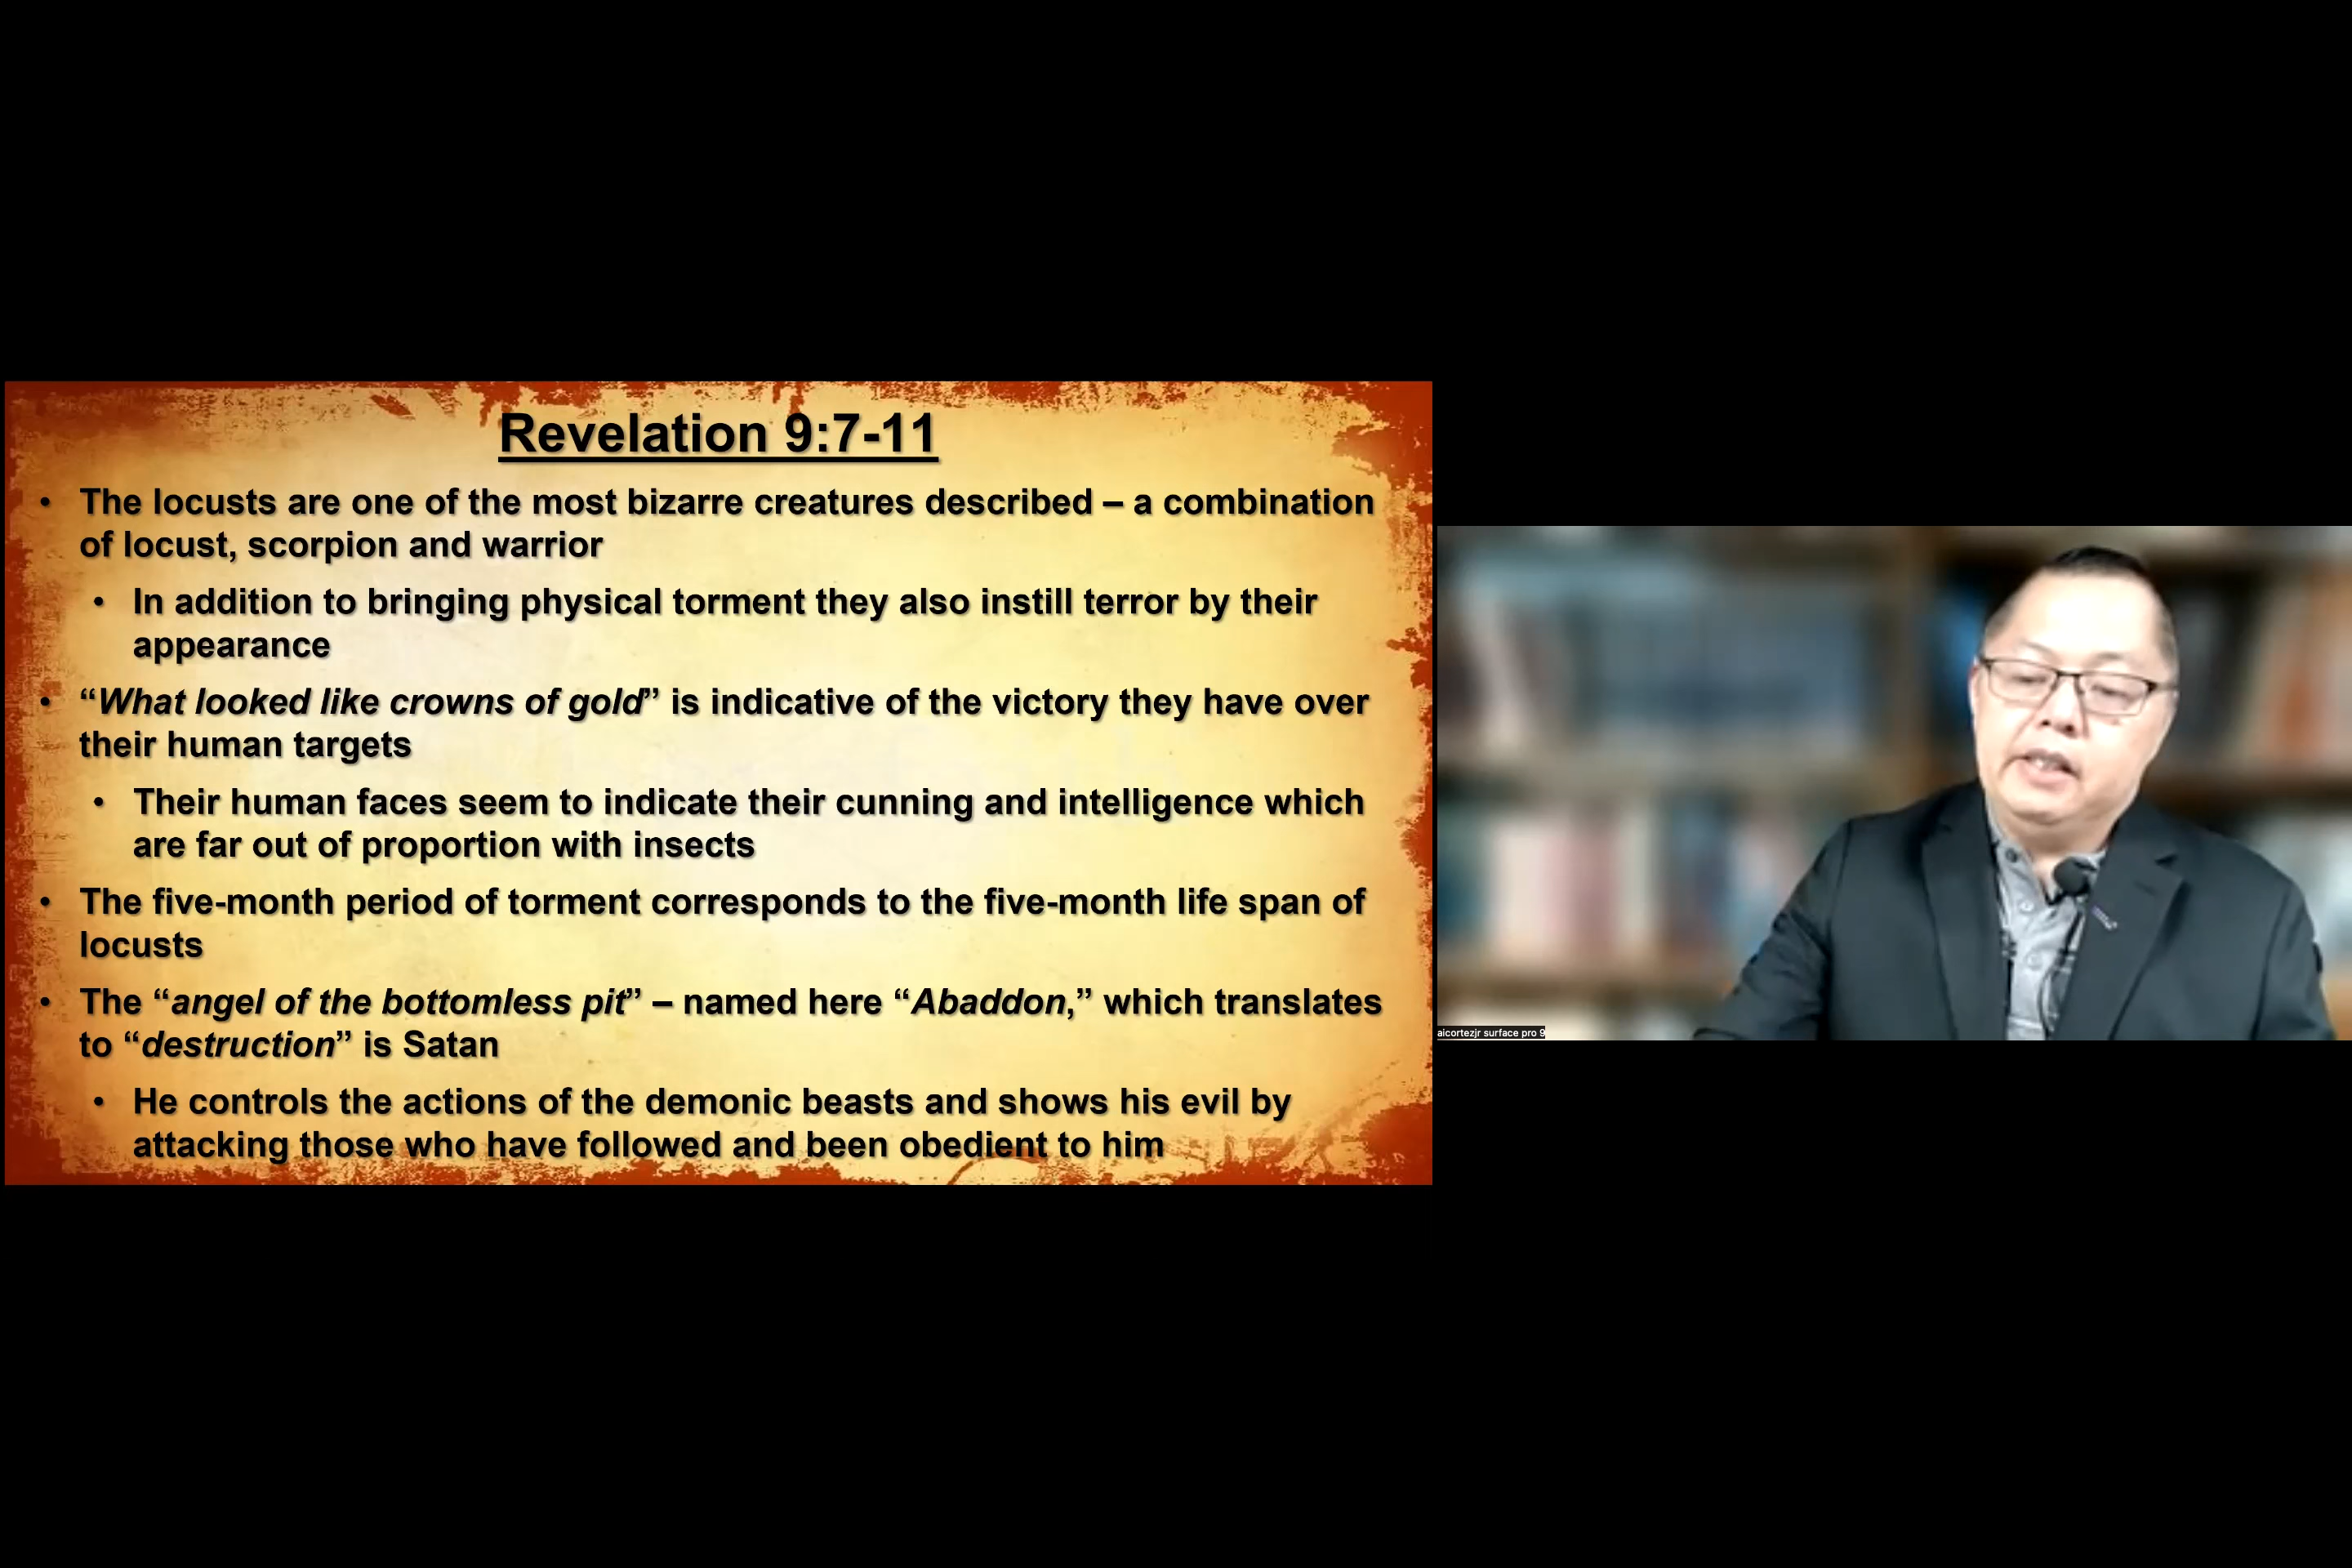 Revelation 9:7-11
• The locusts are one of the most bizarre creatures described – a combination
of locust, scorpion and warrior
• In addition to bringing physical torment they also instill terror by their
appearance
• “What looked like crowns of gold” is indicative of the victory they have over
their human targets
• Their human faces seem to indicate their cunning and intelligence which
are far out of proportion with insects
• The five-month period of torment corresponds to the five-month life span of
locusts
• The “angel of the bottomless pit” – named here “Abaddon,” which translates
to “destruction” is Satan
• He controls the actions of the demonic beasts and shows his evil by
attacking those who have followed and been obedient to him
aicortezjr surface pro 9